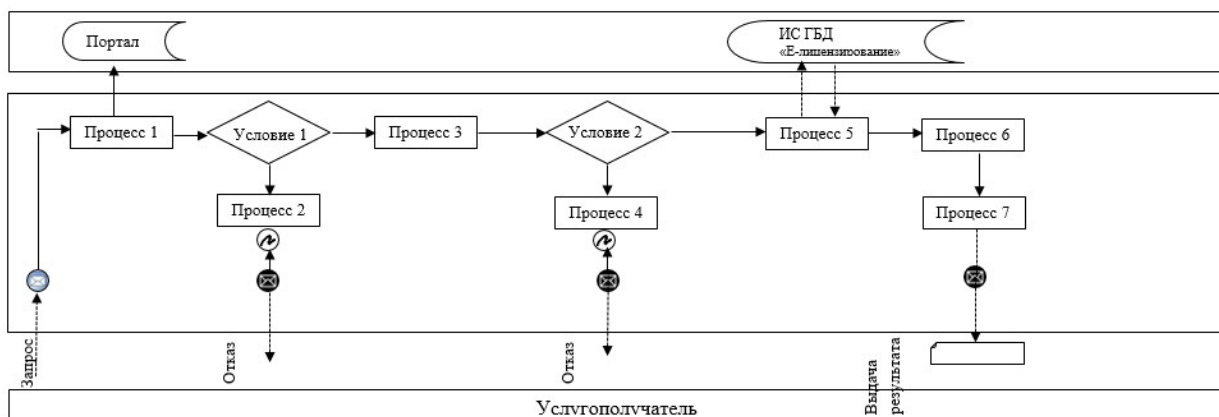 Портал
ИС ГБД
«Е-лицензирование»
Процесс 1
Условие 1
Процесс 3
Условие 2
Процесс 5
Процесс 6
Процесс 2
Процесс 4
Процесс 7
Запрос
Отказ
Отказ
Выдача
результата
Услугополучатель